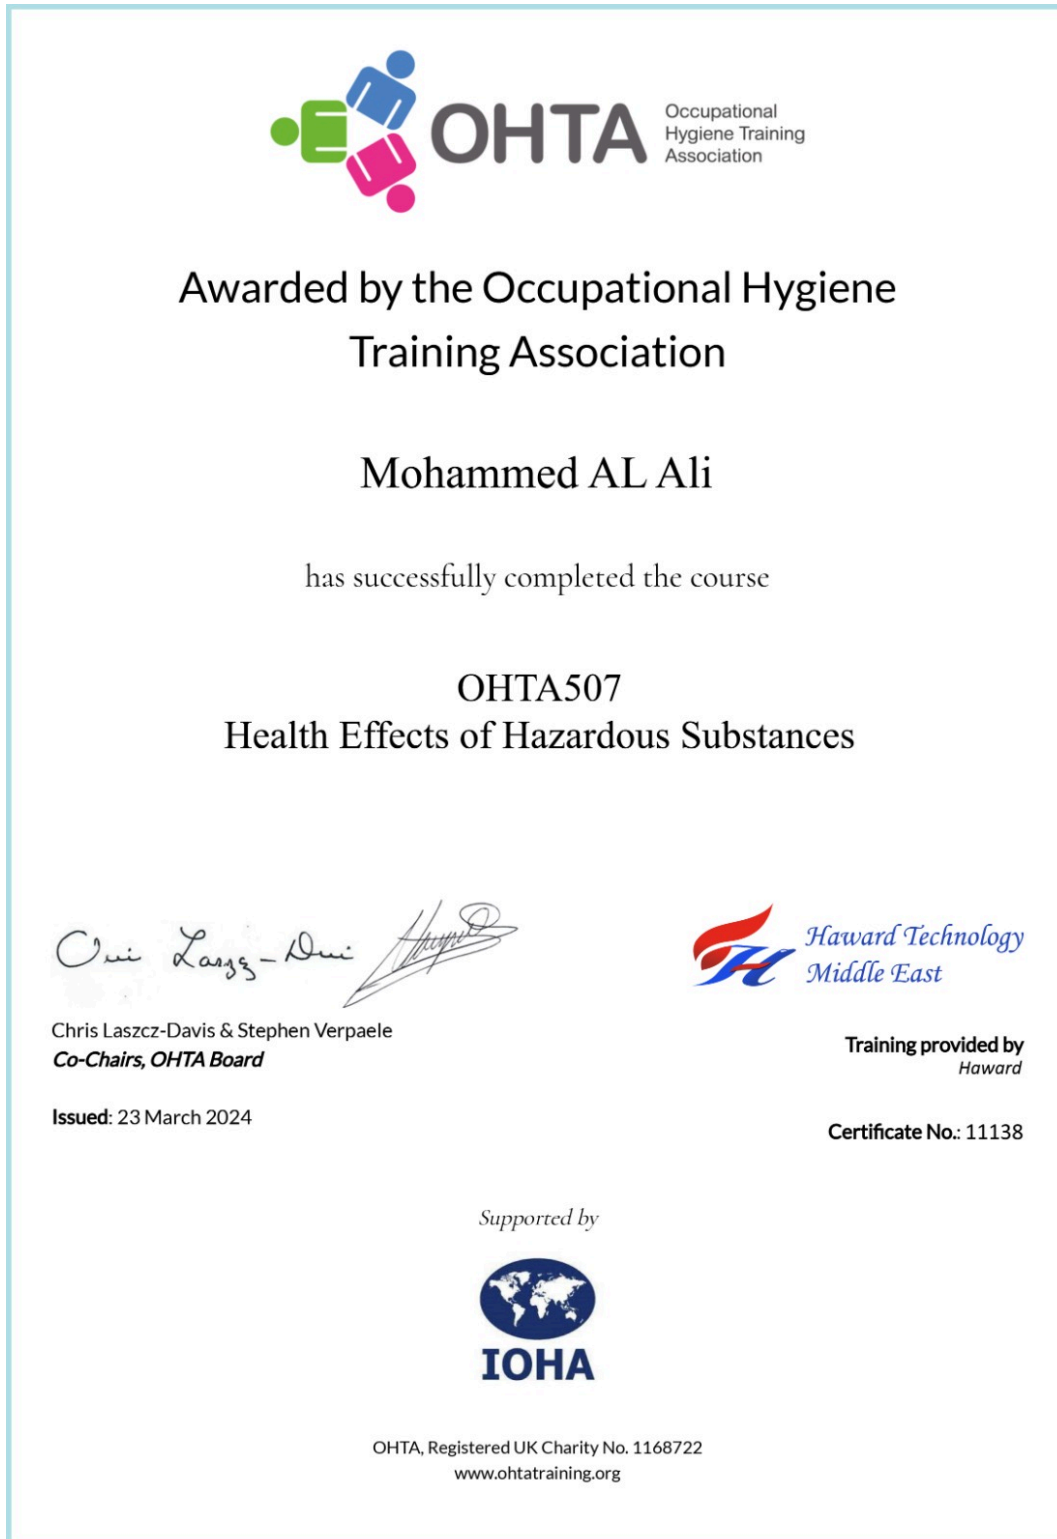 OHTA
Occupational
Hygiene Training
Association
Awarded by the Occupational Hygiene
Training Association
Mohammed AL Ali
has successfully completed the course
OHTA507
Health Effects of Hazardous Substances
Chris Laszcz-Davis & Stephen Verpaele
Co-Chairs, OHTA Board
Issued: 23 March 2024
H
Haward Technology
Middle East
Training provided by
Haward
Certificate No.: 11138
Supported by
IOHA
OHTA, Registered UK Charity No. 1168722
www.ohtatraining.org